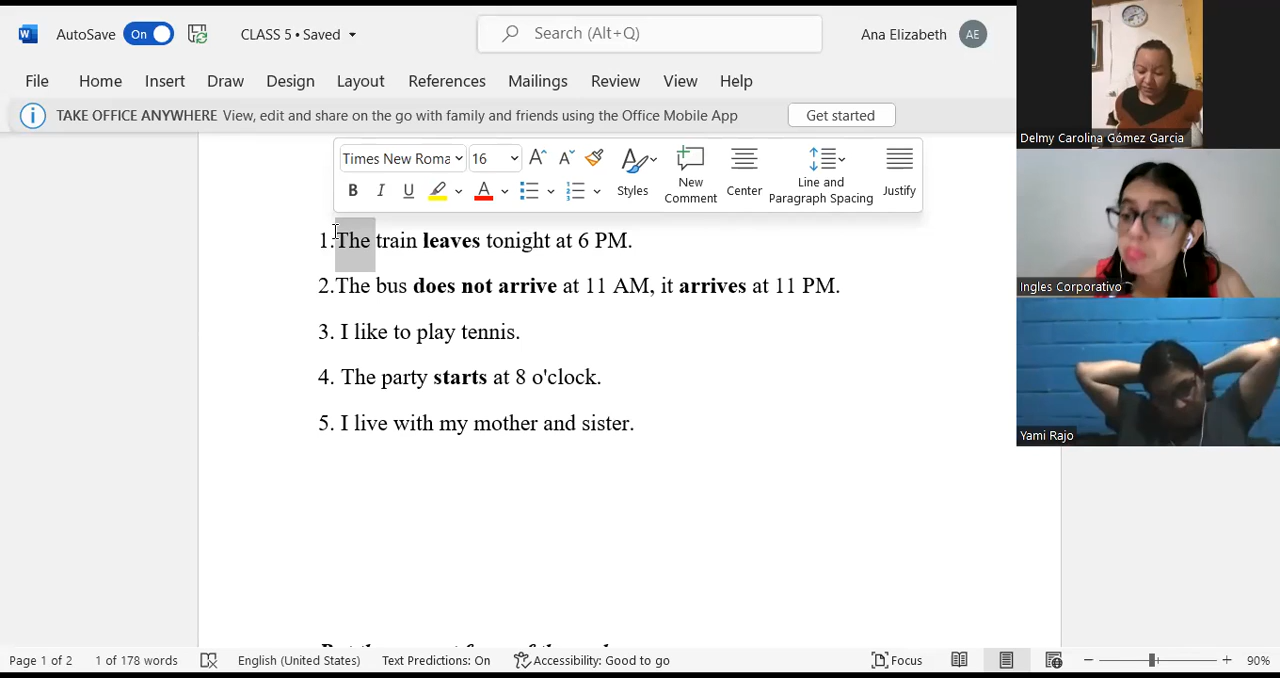 AutoSave On CLASS 5 • Saved Search (Alt+Q) Ana Elizabeth AE
File Home Insert Draw Design Layout References Mailings Review View Help
TAKE OFFICE ANYWHERE View, edit and share on the go with family and friends using the Office Mobile App Get started
Times New Roma 16
B I U A Styles New Comment Center Line and Paragraph Spacing Justify
1.The train leaves tonight at 6 PM.
2.The bus does not arrive at 11 AM, it arrives at 11 PM.
3. I like to play tennis.
4. The party starts at 8 o'clock.
5. I live with my mother and sister.
Delmy Carolina Gómez Garcia
Ingles Corporativo
Yami Rajo
Page 1 of 2 1 of 178 words English (United States) Text Predictions: On Accessibility: Good to go Focus 90%